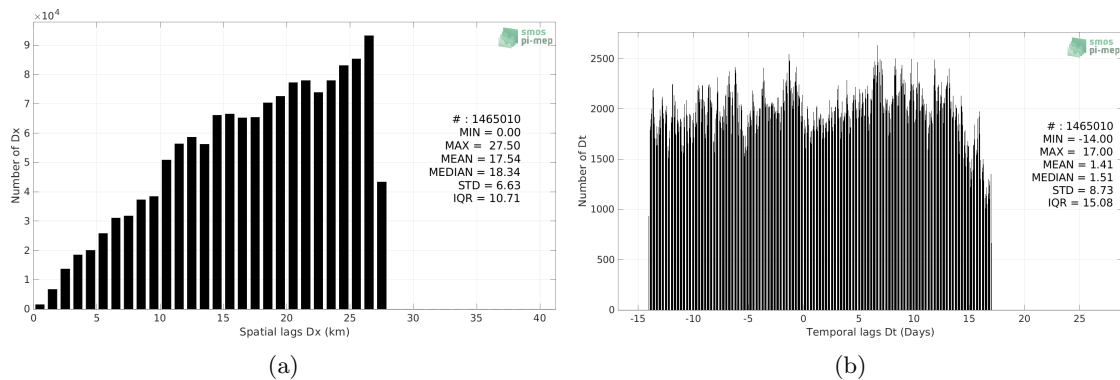 ×10⁴
9
8
7
6
5
4
3
2
1
0
Number of Dx
smos
pi-mep
# : 1465010
MIN = 0.00
MAX = 27.50
MEAN = 17.54
MEDIAN = 18.34
STD = 6.63
IQR = 10.71
0 5 10 15 20 25 30 35 40
Spatial lags Dx (km)
(a)
2500
2000
1500
1000
500
0
Number of Dt
smos
pi-mep
# : 1465010
MIN = -14.00
MAX = 17.00
MEAN = 1.41
MEDIAN = 1.51
STD = 8.73
IQR = 15.08
-15 -10 -5 0 5 10 15 20 25
Temporal lags Dt (Days)
(b)